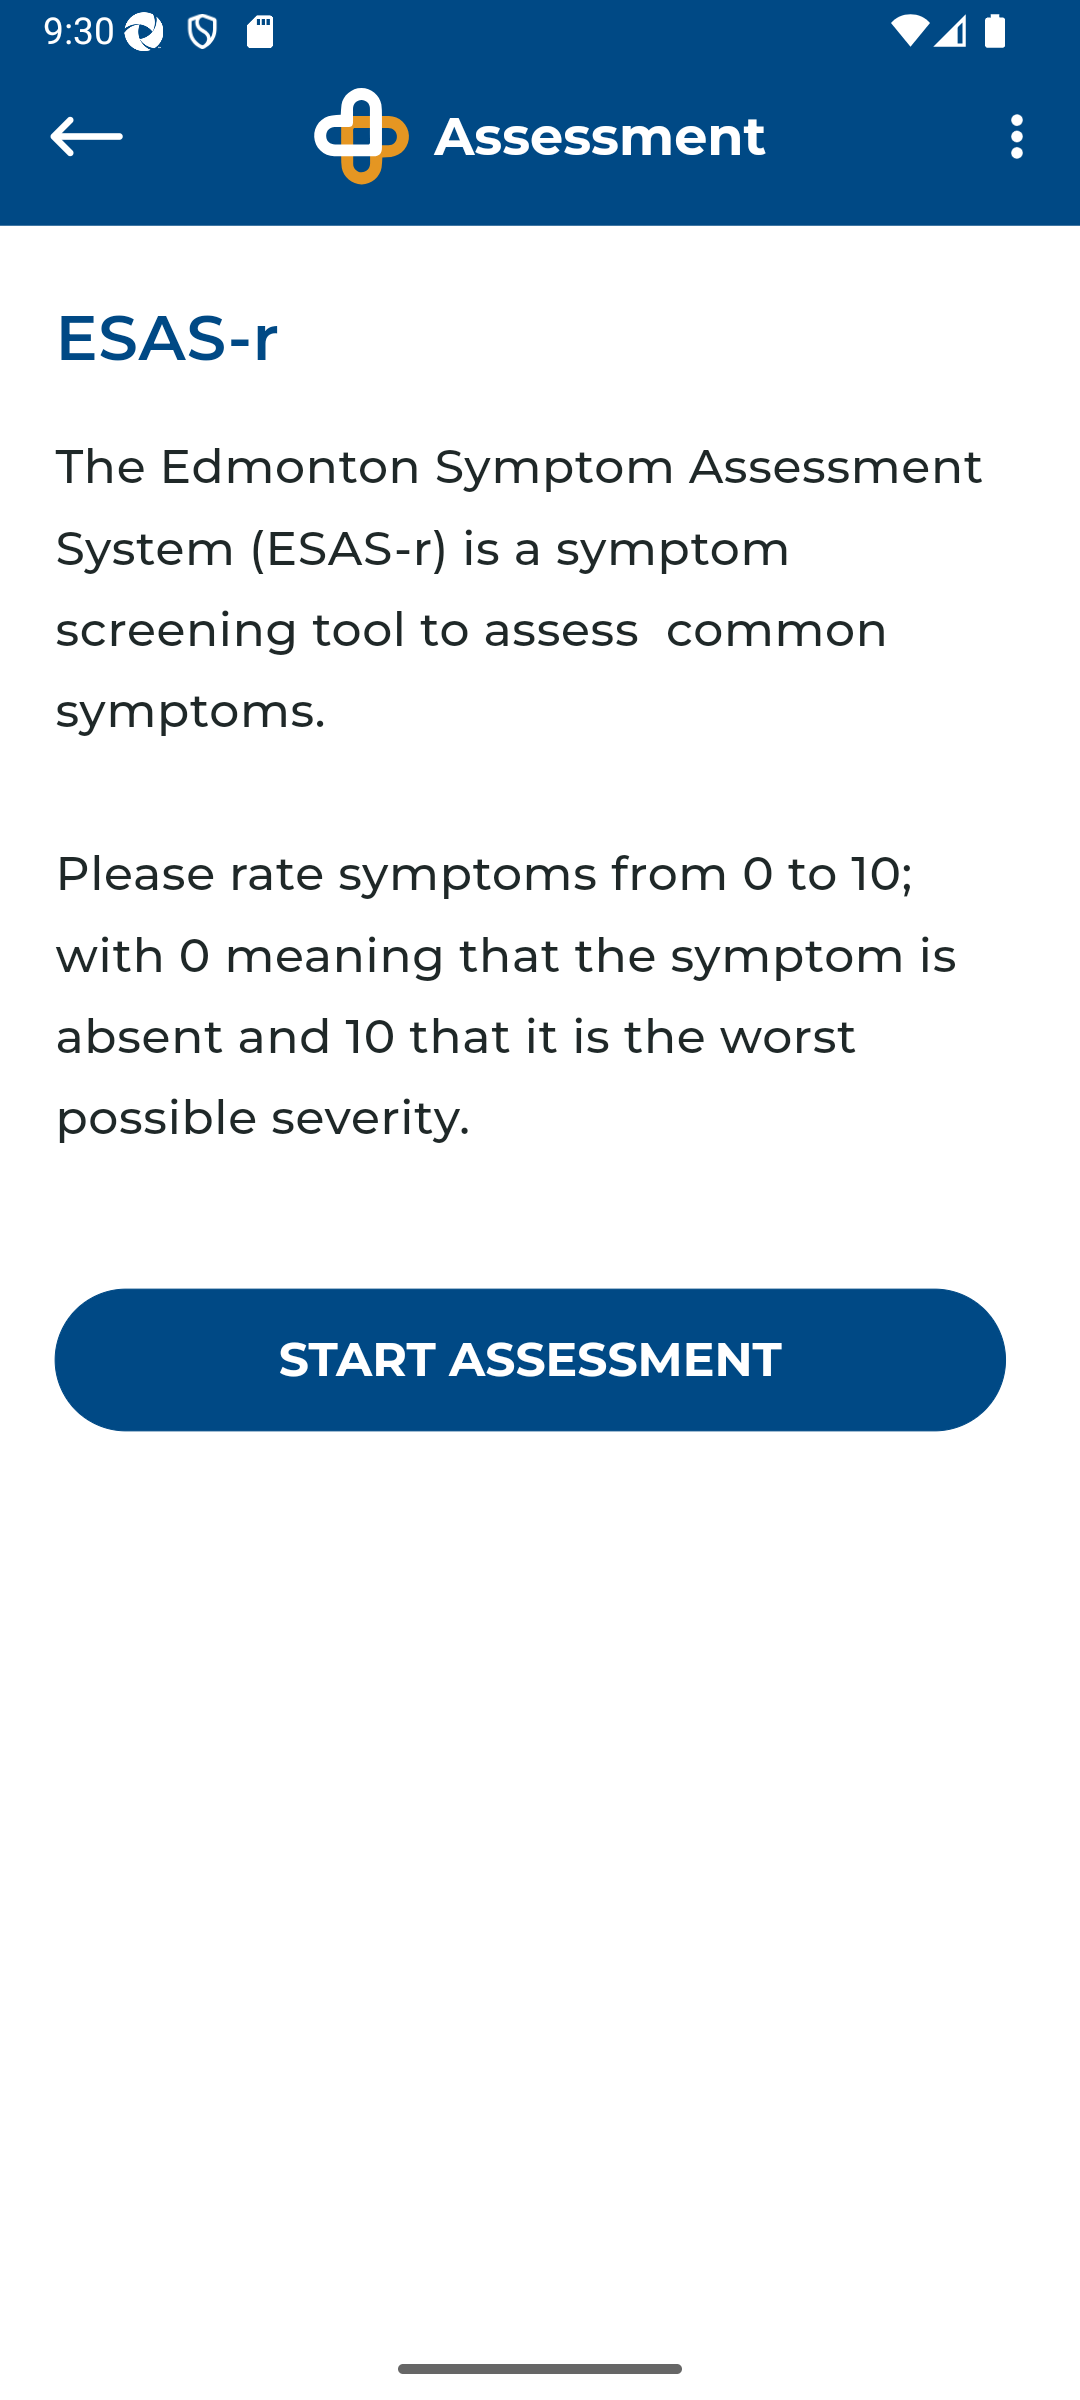 9:30
Assessment
ESAS-r
The Edmonton Symptom Assessment
System (ESAS-r) is a symptom
screening tool to assess  common
symptoms.
Please rate symptoms from 0 to 10;
with 0 meaning that the symptom is
absent and 10 that it is the worst
possible severity.
START ASSESSMENT